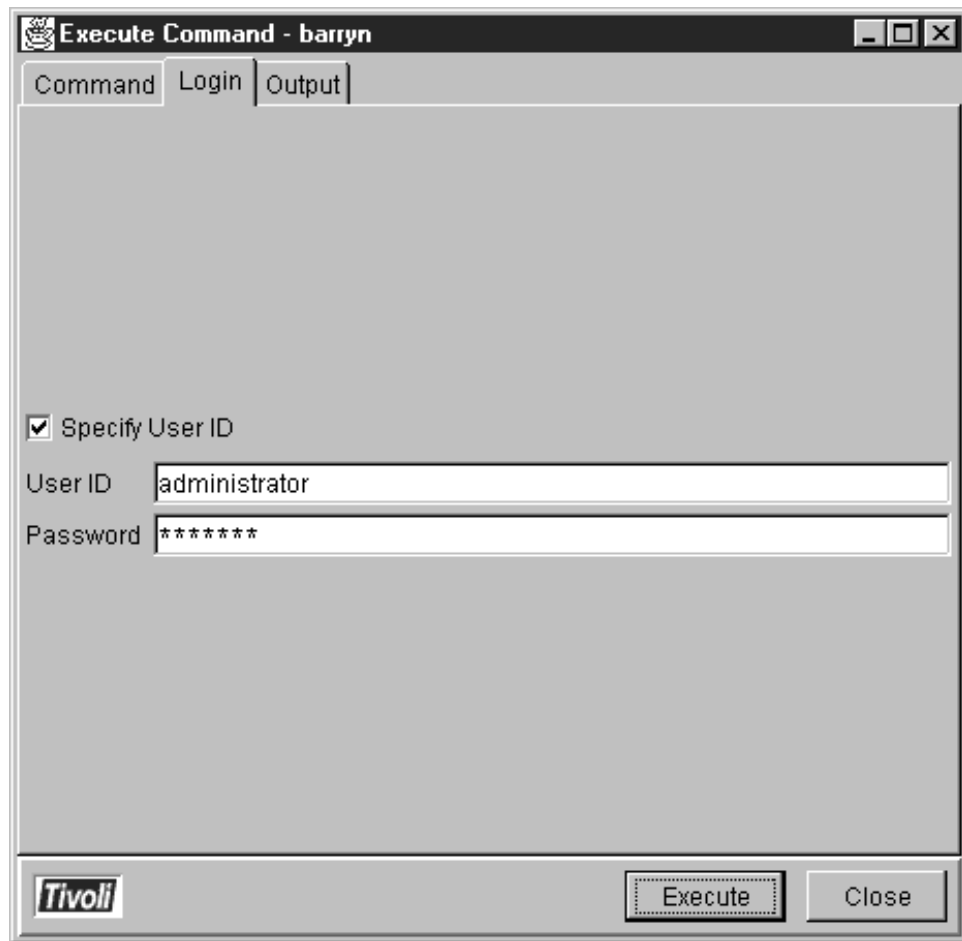 Execute Command - barryn
Command Login Output
Specify User ID
User ID administrator
Password *******
Tivoli Execute Close